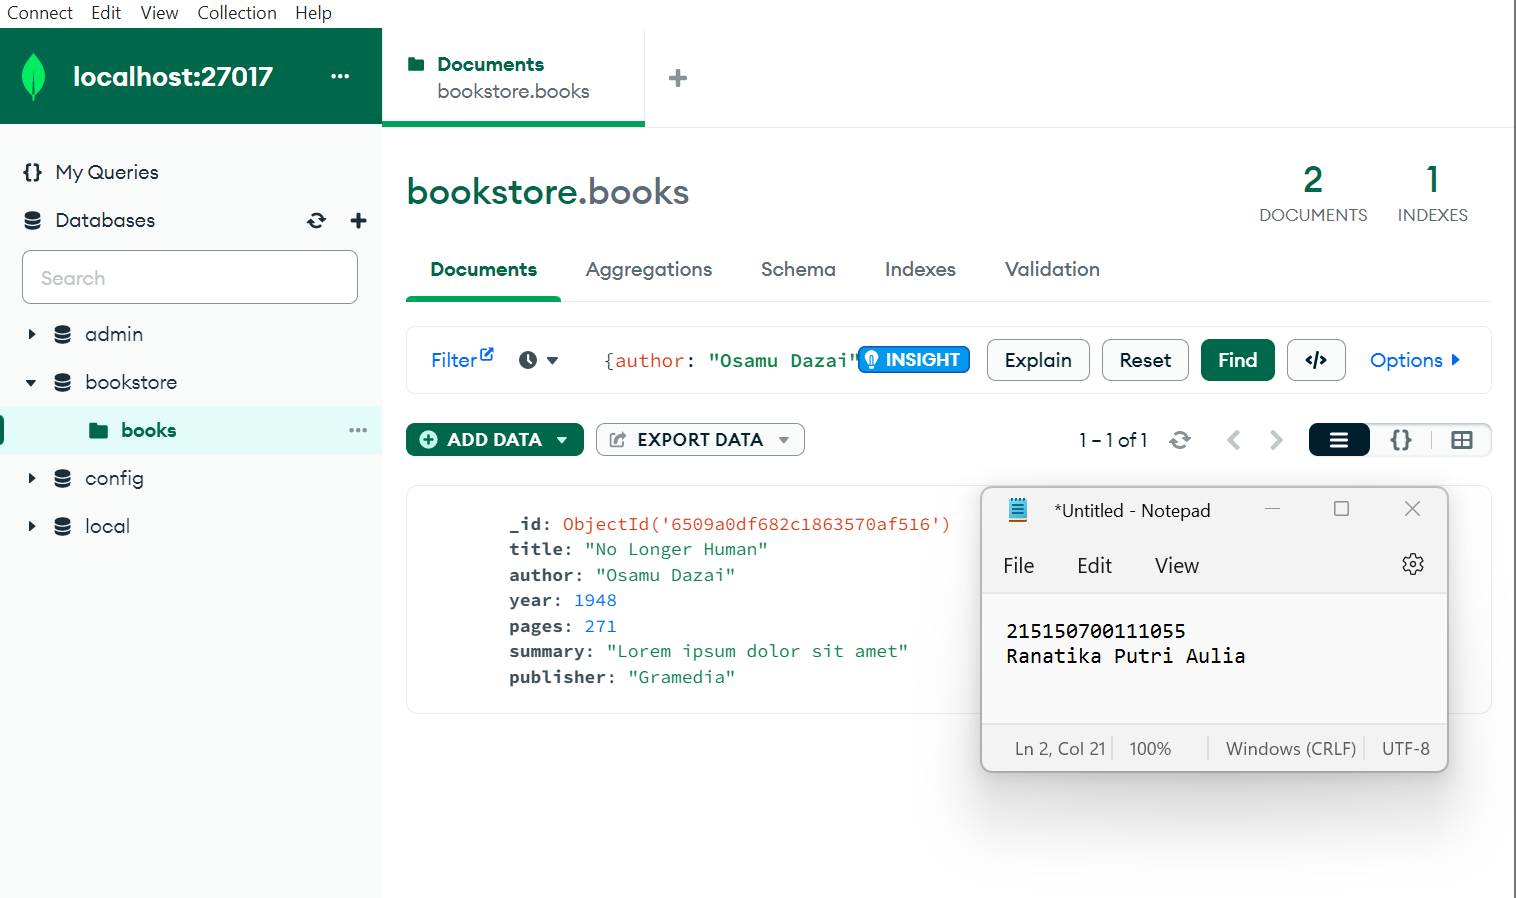 Connect Edit View Collection Help
localhost:27017 ...
My Queries
Databases
Search
admin
bookstore
books ...
config
local
Documents
bookstore.books
bookstore.books
2
DOCUMENTS
1
INDEXES
Documents Aggregations Schema Indexes Validation
Filter {author: "Osamu Dazai" INSIGHT Explain Reset Find </> Options
ADD DATA EXPORT DATA 1 – 1 of 1 {}
_id: ObjectId('6509a0df682c1863570af516')
title: "No Longer Human"
author: "Osamu Dazai"
year: 1948
pages: 271
summary: "Lorem ipsum dolor sit amet"
publisher: "Gramedia"
*Untitled - Notepad
File Edit View
215150700111055
Ranatika Putri Aulia
Ln 2, Col 21 100% Windows (CRLF) UTF-8